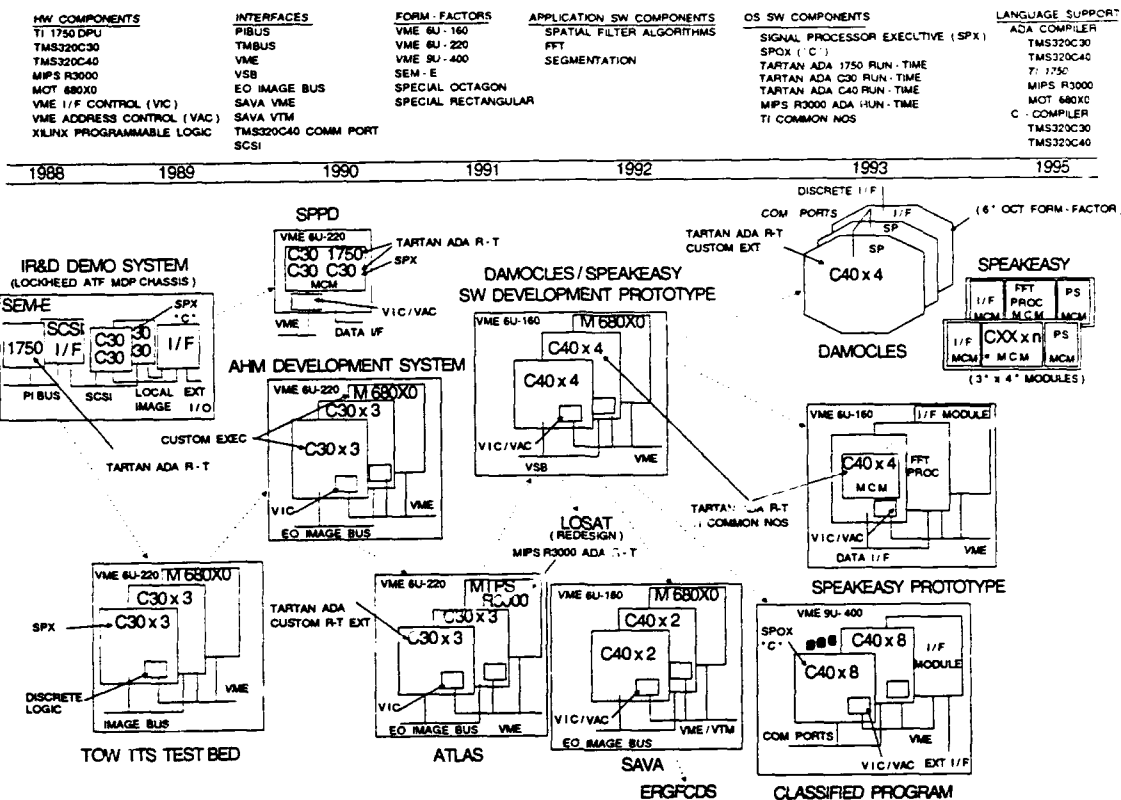 HW COMPONENTS
TI 1750 DPU
TMS320C30
TMS320C40
MIPS R3000
MOT 680X0
VME I/F CONTROL (VIC)
VME ADDRESS CONTROL (VAC)
XILINX PROGRAMMABLE LOGIC
INTERFACES
PIBUS
TMBUS
VME
VSB
EO IMAGE BUS
SAVA VME
SAVA VTM
TMS320C40 COMM PORT
SCSI
FORM-FACTORS
VME 6U-160
VME 6U-220
VME 9U-400
SEM-E
SPECIAL OCTAGON
SPECIAL RECTANGULAR
APPLICATION SW COMPONENTS
SPATIAL FILTER ALGORITHMS
FFT
SEGMENTATION
OS SW COMPONENTS
SIGNAL PROCESSOR EXECUTIVE (SPX)
SPOX ("C")
TARTAN ADA 1750 RUN-TIME
TARTAN ADA C30 RUN-TIME
TARTAN ADA C40 RUN-TIME
MIPS R3000 ADA RUN-TIME
TI COMMON NOS
LANGUAGE SUPPORT
ADA COMPILER
TMS320C30
TMS320C40
TI 1750
MIPS R3000
MOT 680X0
C-COMPILER
TMS320C30
TMS320C40
1988 1989 1990 1991 1992 1993 1995
IR&D DEMO SYSTEM
(LOCKHEED ATF MDP CHASSIS)
SEM-E
SPX
"C"
1750
SCSI
I/F
C30 30
C30 30
I/F
PI BUS
SCSI
LOCAL
IMAGE
EXT
I/O
TARTAN ADA R-T
SPPD
VME 6U-220
C30 1750
C30 C30
MCM
TARTAN ADA R-T
SPX
VIC/VAC
VME
DATA I/F
AHM DEVELOPMENT SYSTEM
VME 6U-220
M 680X0
C30 x 3
C30 x 3
CUSTOM EXEC
VIC
VME
EO IMAGE BUS
DAMOCLES/SPEAKEASY
SW DEVELOPMENT PROTOTYPE
VME 6U-160
M 680X0
C40 x 4
C40 x 4
VIC/VAC
VSB
VME
DISCRETE I/F
COM PORTS
I/F
SP
(6" OCT FORM-FACTOR)
TARTAN ADA R-T
CUSTOM EXT
C40 x 4
DAMOCLES
SPEAKEASY
I/F
MCM
FFT
PROC
MCM
PS
MCM
I/F
MCM
CXX x n
MCM
PS
MCM
(3" x 4" MODULES)
VME 6U-160
I/F MODULE
C40 x 4
MCM
FFT
PROC
TARTAN ADA R-T
TI COMMON NOS
VIC/VAC
DATA I/F
VME
SPEAKEASY PROTOTYPE
VME 6U-220
M 680X0
C30 x 3
C30 x 3
SPX
DISCRETE
LOGIC
VME
IMAGE BUS
TOW ITS TEST BED
LOSAT
(REDESIGN)
MIPS R3000 ADA R-T
VME 6U-220
MIPS
R3000
C30 x 3
C30 x 3
TARTAN ADA
CUSTOM R-T EXT
VIC
EO IMAGE BUS
VME
ATLAS
VME 6U-160
M 680X0
C40 x 2
C40 x 2
VIC/VAC
VME/VTM
EO IMAGE BUS
SAVA
ERGFCDS
VME 9U-400
SPOX
"C"
C40 x 8
C40 x 8
I/F
MODULE
COM PORTS
VME
VIC/VAC
EXT I/F
CLASSIFIED PROGRAM